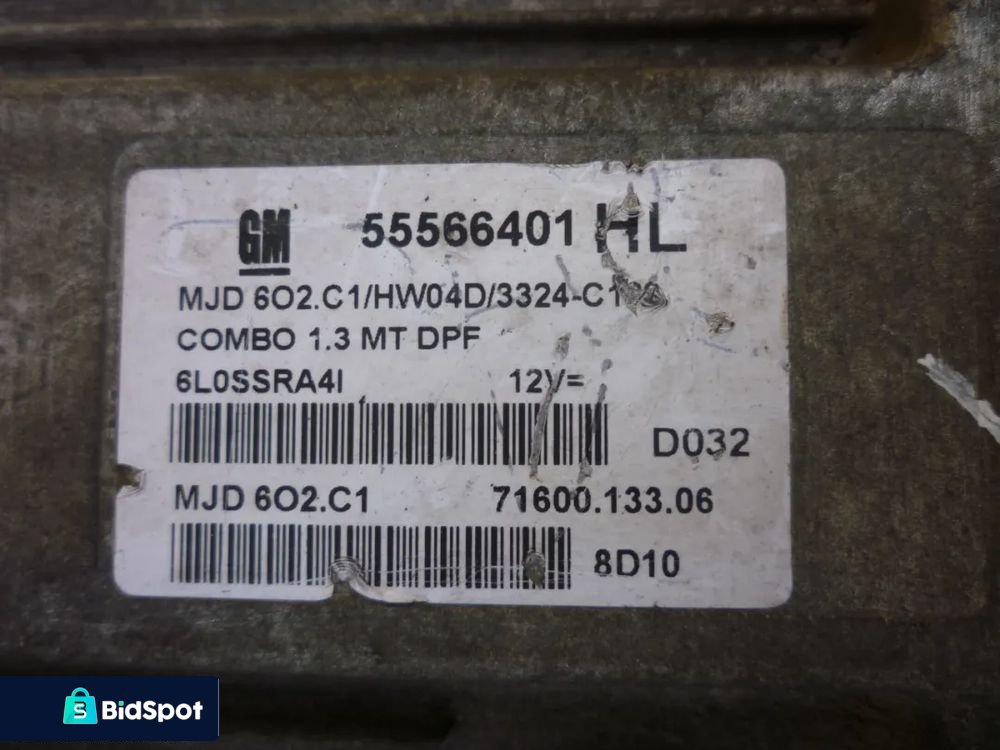 GM 55566401 HL
MJD 6O2.C1/HW04D/3324-C1
COMBO 1.3 MT DPF
6L0SSRA4I 12V=
D032
MJD 6O2.C1 71600.133.06
8D10
BidSpot